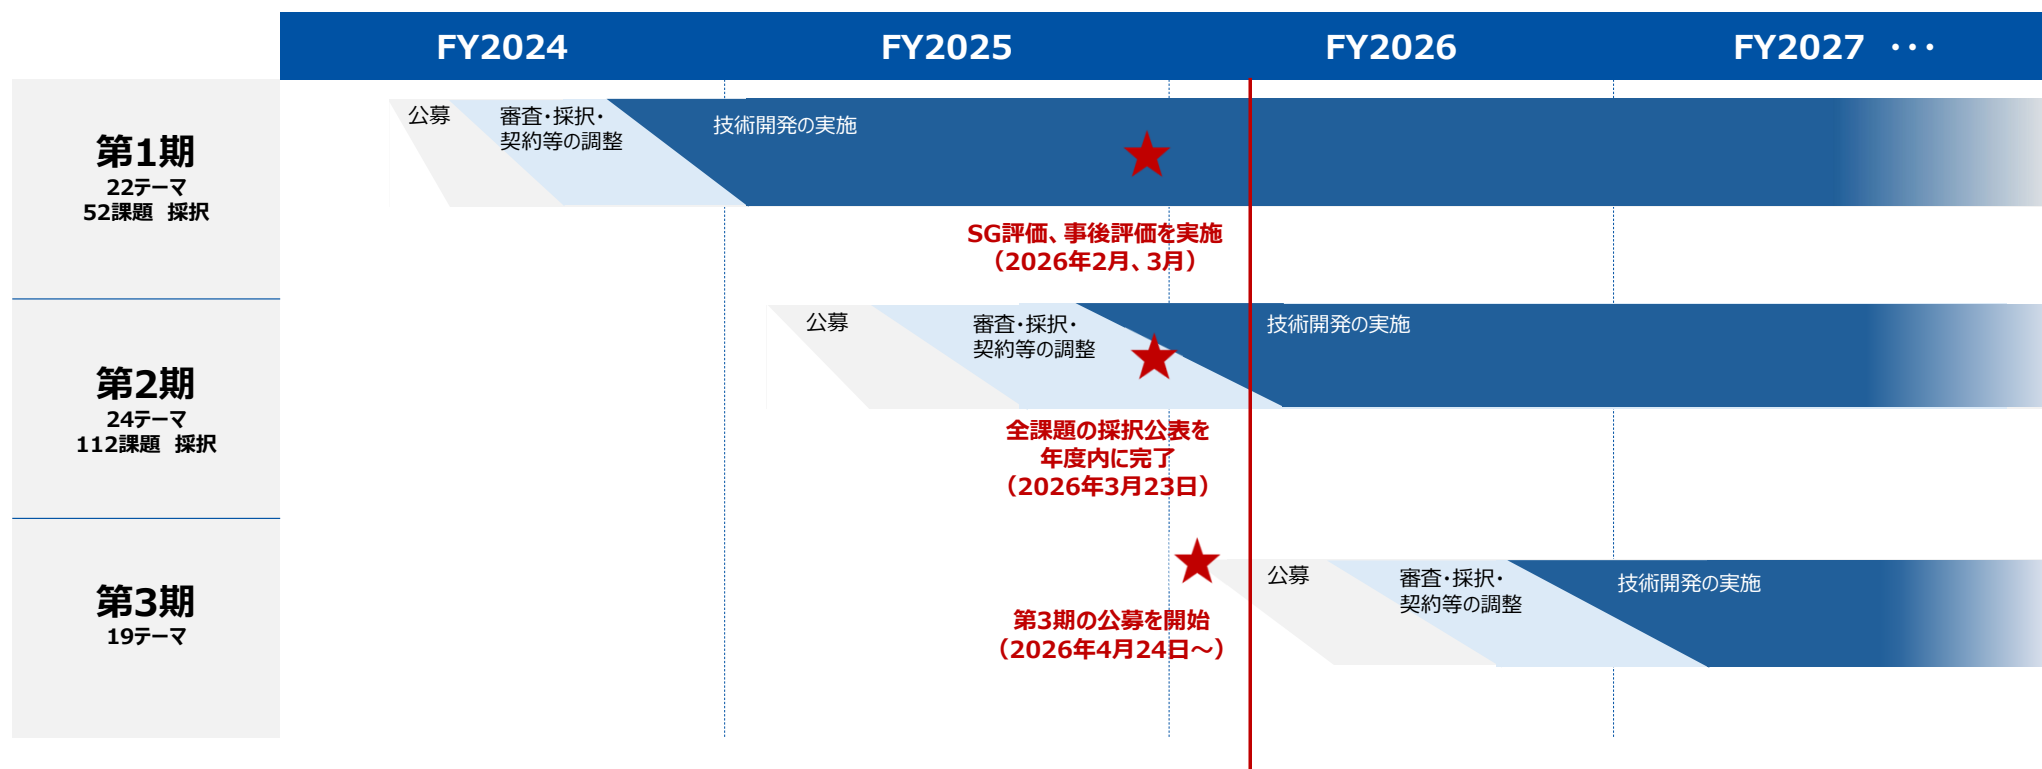 FY2024
FY2025
FY2026
FY2027 ・・・
第1期
22テーマ
52課題 採択
公募
審査・採択・
契約等の調整
技術開発の実施
SG評価、事後評価を実施
（2026年2月、3月）
第2期
24テーマ
112課題 採択
公募
審査・採択・
契約等の調整
技術開発の実施
全課題の採択公表を
年度内に完了
（2026年3月23日）
第3期
19テーマ
公募
審査・採択・
契約等の調整
技術開発の実施
第3期の公募を開始
（2026年4月24日～）